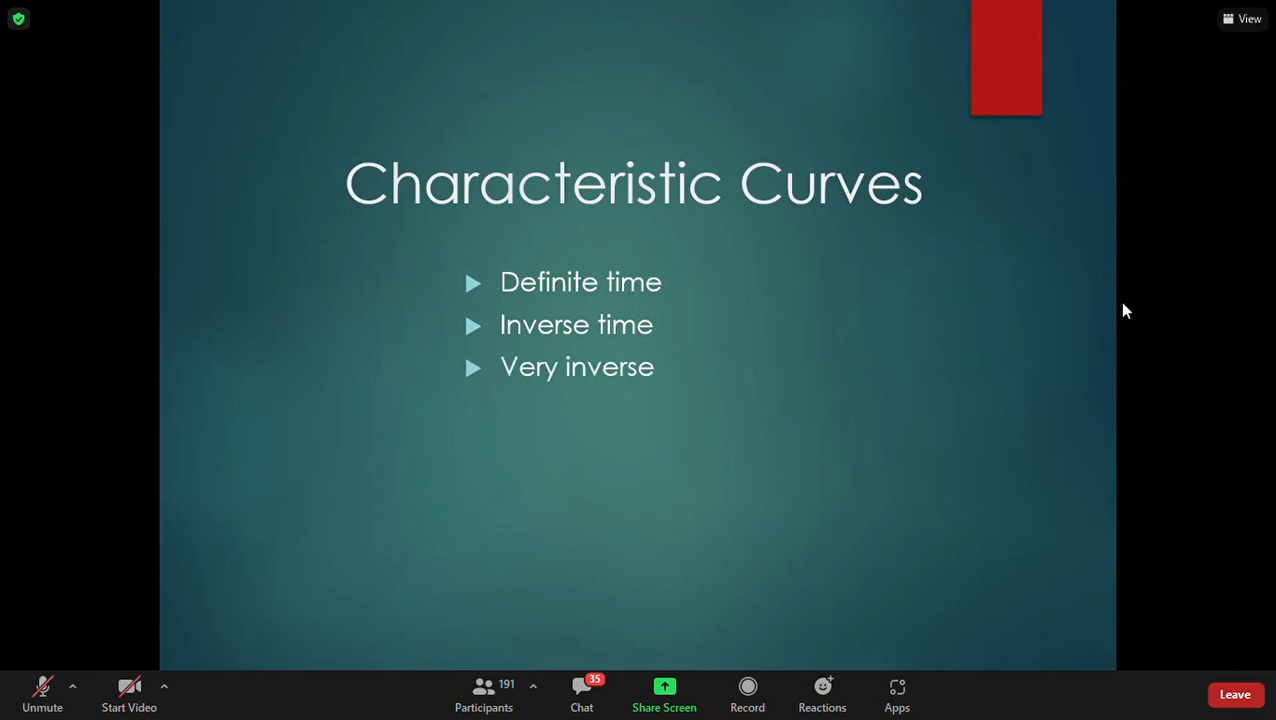 View
Characteristic Curves
Definite time
Inverse time
Very inverse
Unmute
Start Video
191
Participants
35
Chat
Share Screen
Record
Reactions
Apps
Leave